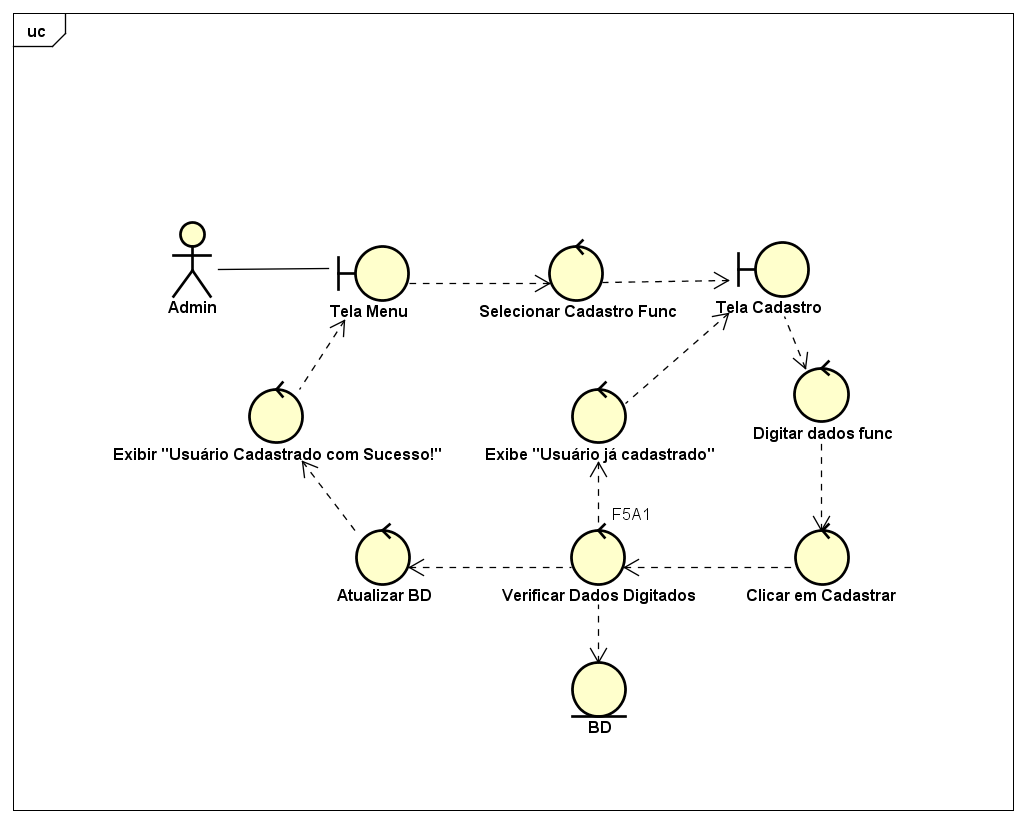 uc
Admin
Tela Menu
Selecionar Cadastro Func
Tela Cadastro
Exibir "Usuário Cadastrado com Sucesso!"
Exibe "Usuário já cadastrado"
Digitar dados func
F5A1
Atualizar BD
Verificar Dados Digitados
Clicar em Cadastrar
BD